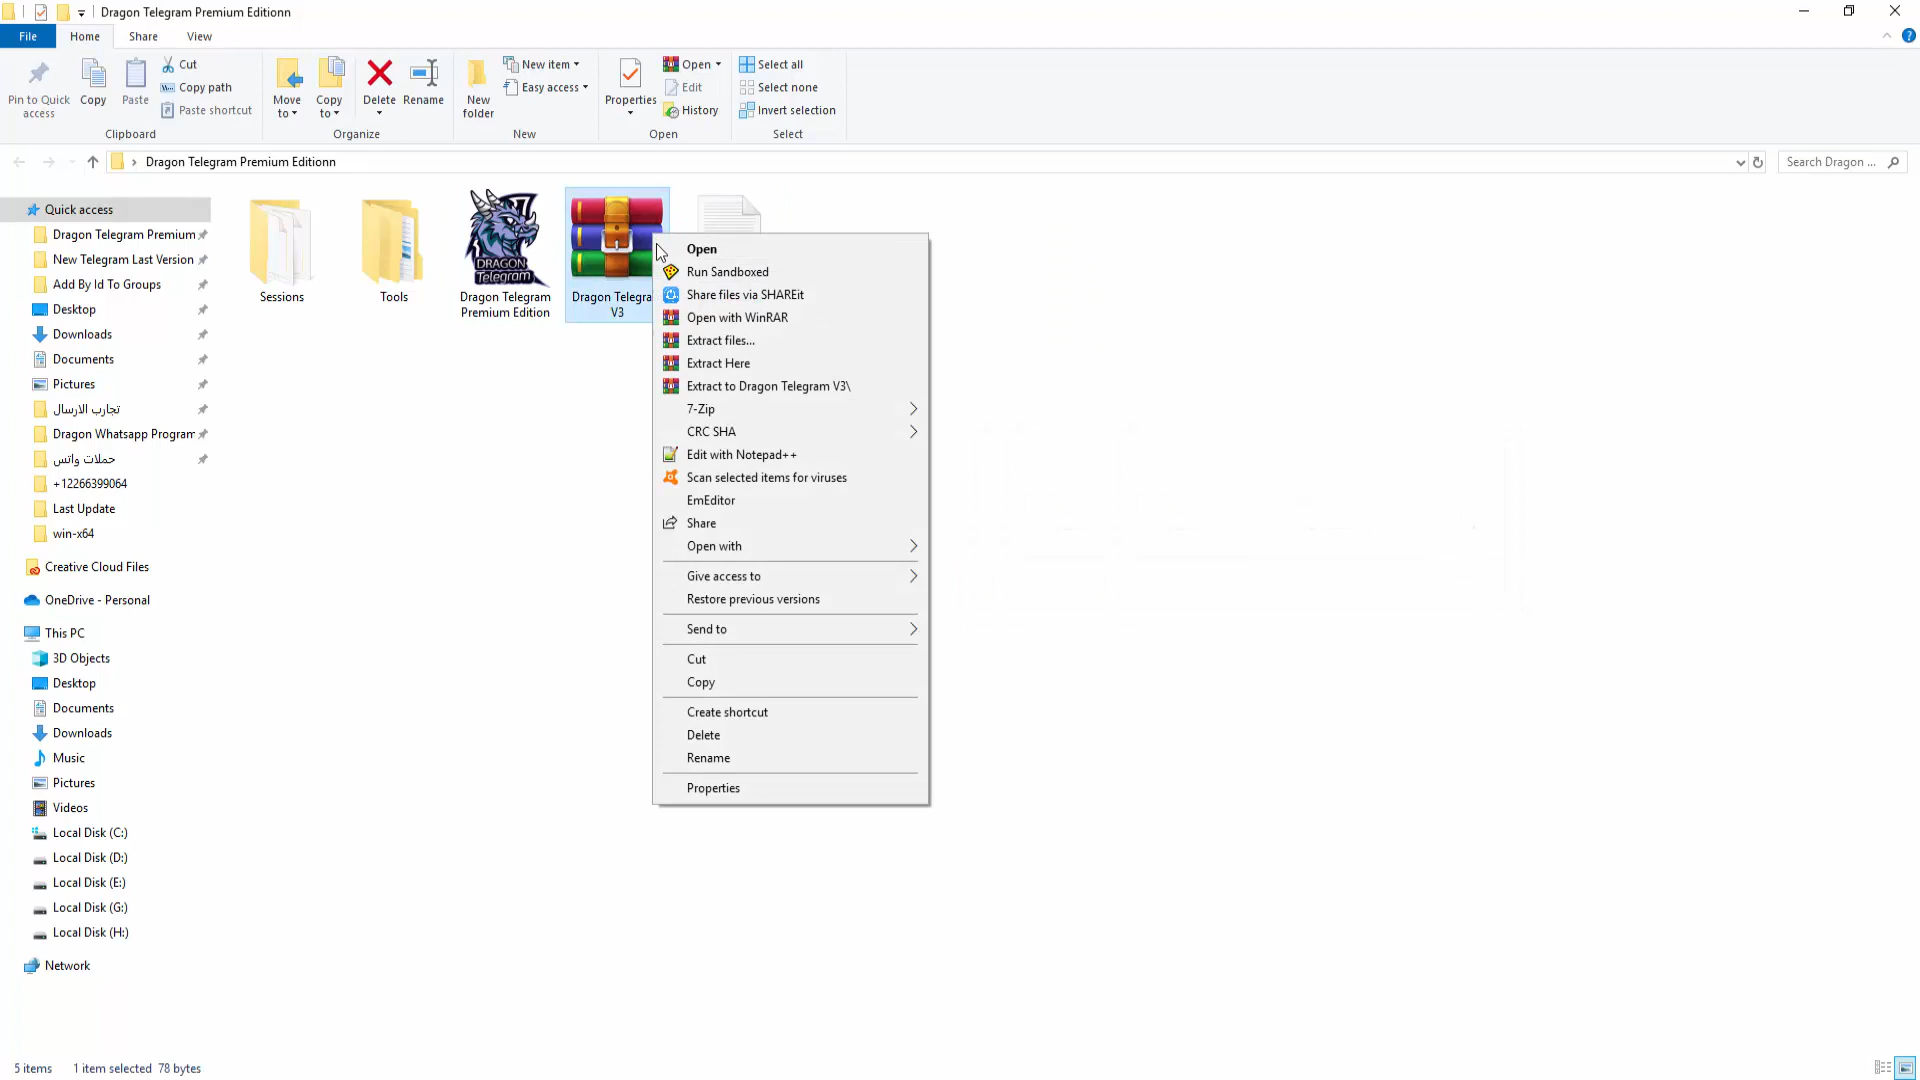 Dragon Telegram Premium Editionn
File
Home
Share
View
Pin to Quick
access
Copy
Paste
Cut
Copy path
Paste shortcut
Clipboard
Move
to
Copy
to
Delete
Rename
Organize
New
folder
New item
Easy access
New
Properties
Open
Edit
History
Open
Select all
Select none
Invert selection
Select
Dragon Telegram Premium Editionn
Search Dragon ...
Quick access
Dragon Telegram Premium
New Telegram Last Version
Add By Id To Groups
Desktop
Downloads
Documents
Pictures
تجارب الارسال
Dragon Whatsapp Program
حملات واتس
+12266399064
Last Update
win-x64
Creative Cloud Files
OneDrive - Personal
This PC
3D Objects
Desktop
Documents
Downloads
Music
Pictures
Videos
Local Disk (C:)
Local Disk (D:)
Local Disk (E:)
Local Disk (G:)
Local Disk (H:)
Network
Sessions
Tools
DRAGON
Telegram
Dragon Telegram
Premium Edition
Dragon Telegra
V3
Open
Run Sandboxed
Share files via SHAREit
Open with WinRAR
Extract files...
Extract Here
Extract to Dragon Telegram V3\
7-Zip
CRC SHA
Edit with Notepad++
Scan selected items for viruses
EmEditor
Share
Open with
Give access to
Restore previous versions
Send to
Cut
Copy
Create shortcut
Delete
Rename
Properties
5 items
1 item selected 78 bytes